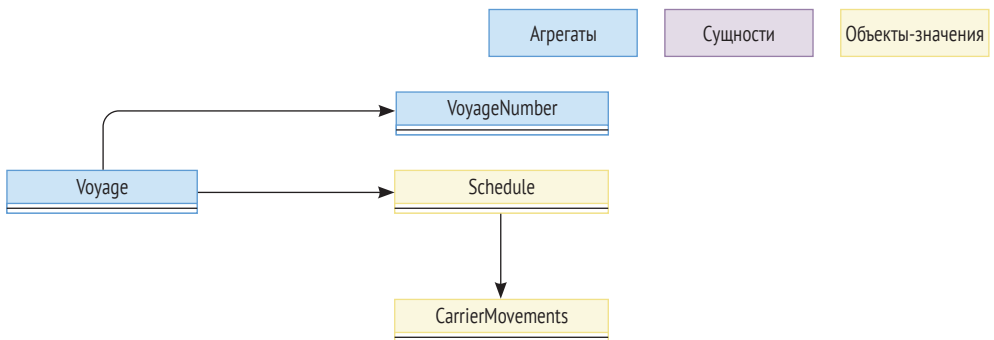 Агрегаты
Сущности
Объекты-значения
VoyageNumber
Voyage
Schedule
CarrierMovements